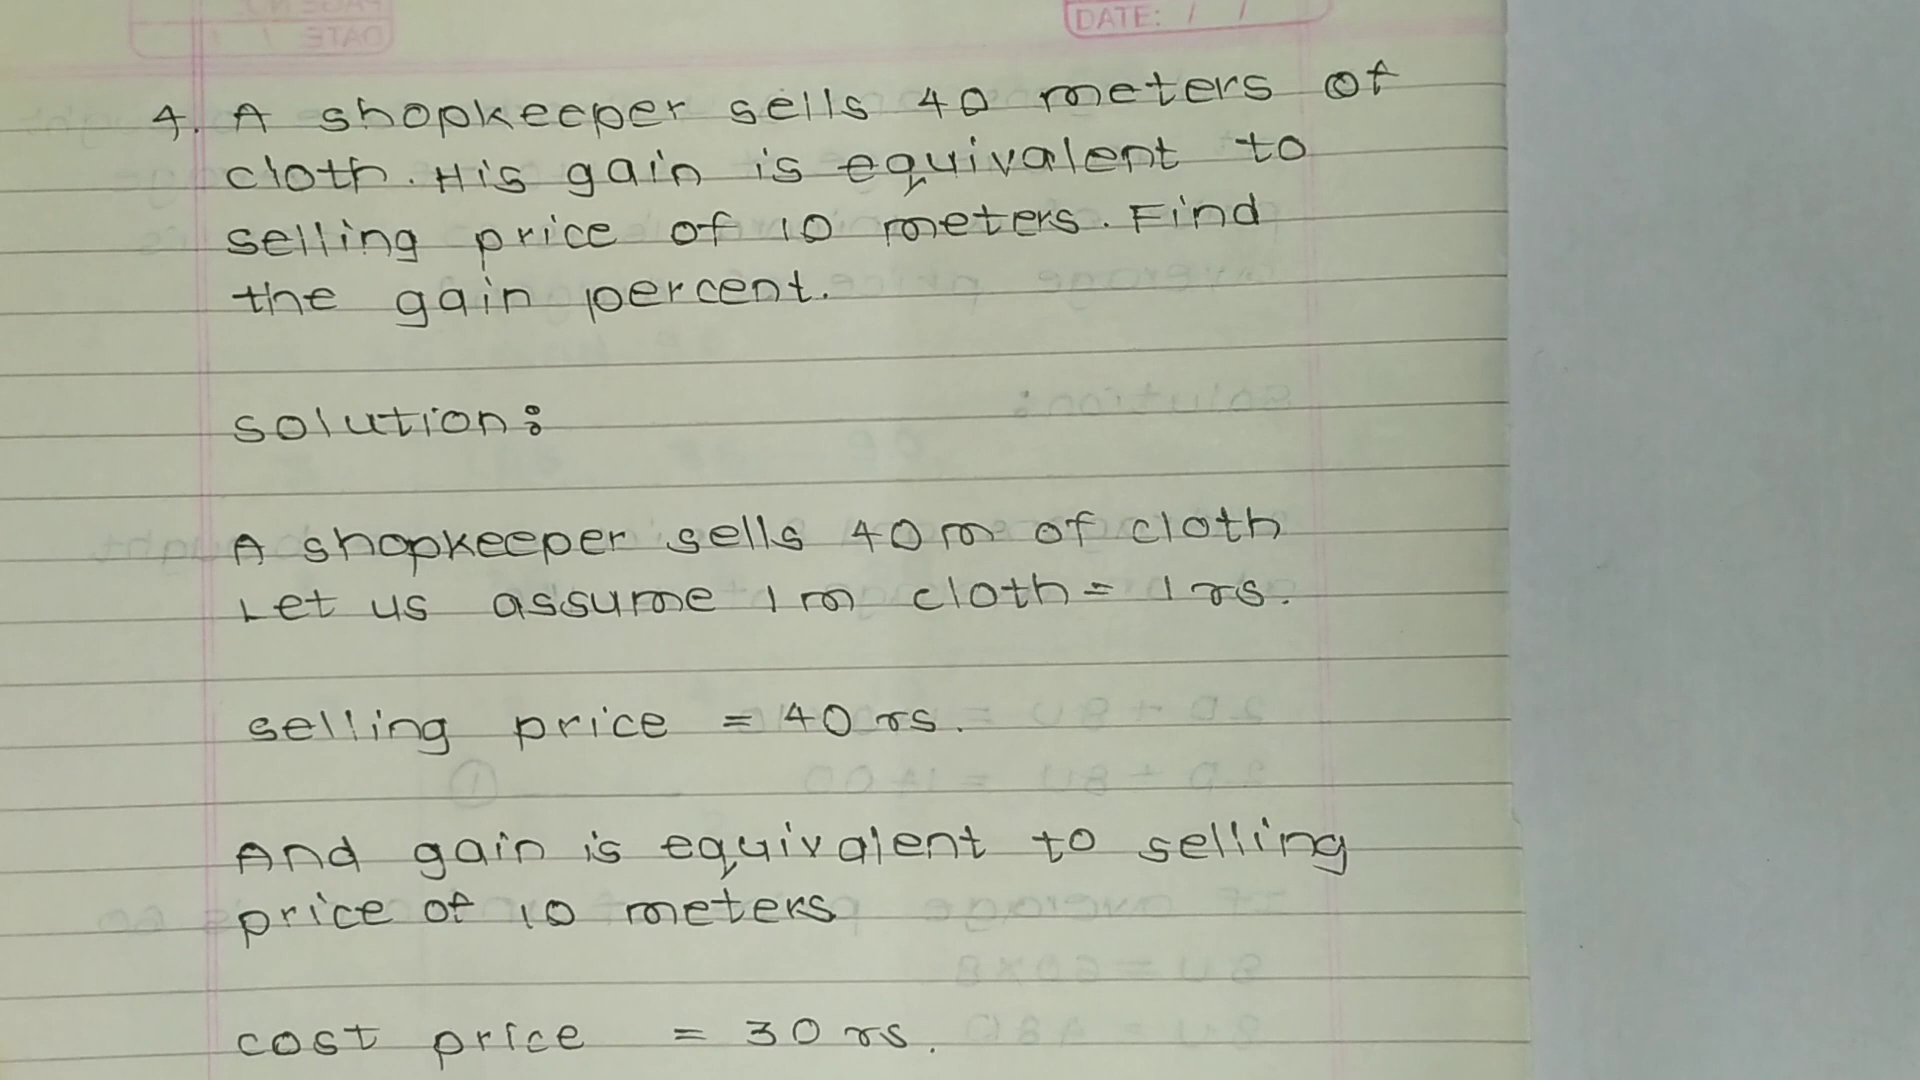 DATE: / /
4. A shopkeeper sells 40 meters of
cloth. His gain is equivalent to
selling price of 10 meters. Find
the gain percent.
solution:
A shopkeeper sells 40 m of cloth
Let us assume 1 m cloth = 1 rs.
selling price = 40 rs.
And gain is equivalent to selling
price of 10 meters
cost price = 30 rs.